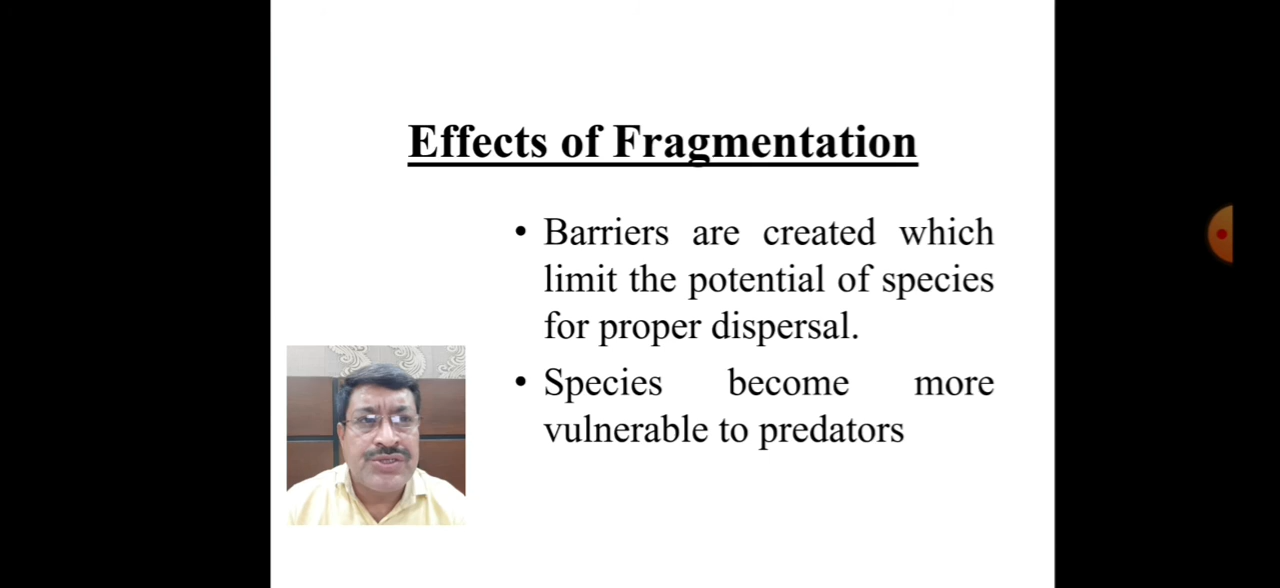 Effects of Fragmentation
• Barriers are created which
limit the potential of species
for proper dispersal.
• Species become more
vulnerable to predators